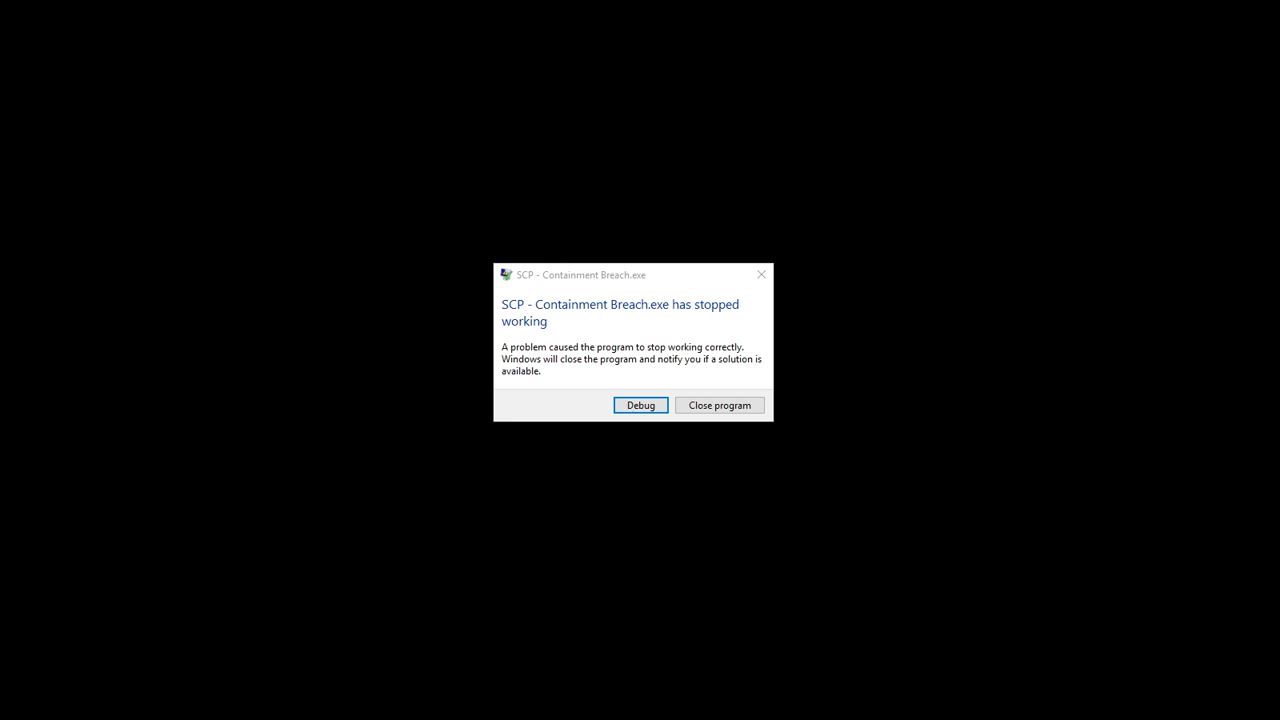 SCP - Containment Breach.exe
SCP - Containment Breach.exe has stopped
working
A problem caused the program to stop working correctly.
Windows will close the program and notify you if a solution is
available.
Debug
Close program